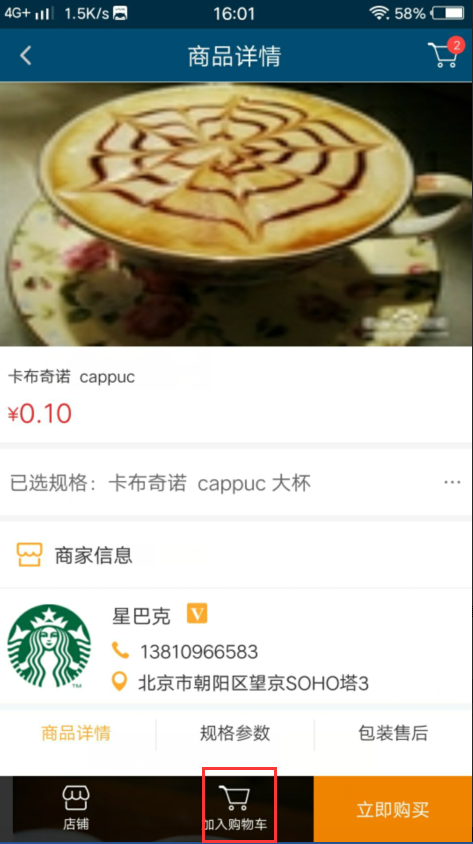 4G+ 1.5K/s 16:01 58%
商品详情 2
卡布奇诺 cappuc
¥0.10
已选规格：卡布奇诺 cappuc 大杯 ···
商家信息
星巴克 V
13810966583
北京市朝阳区望京SOHO塔3
TM
商品详情 规格参数 包装售后
店铺 加入购物车 立即购买